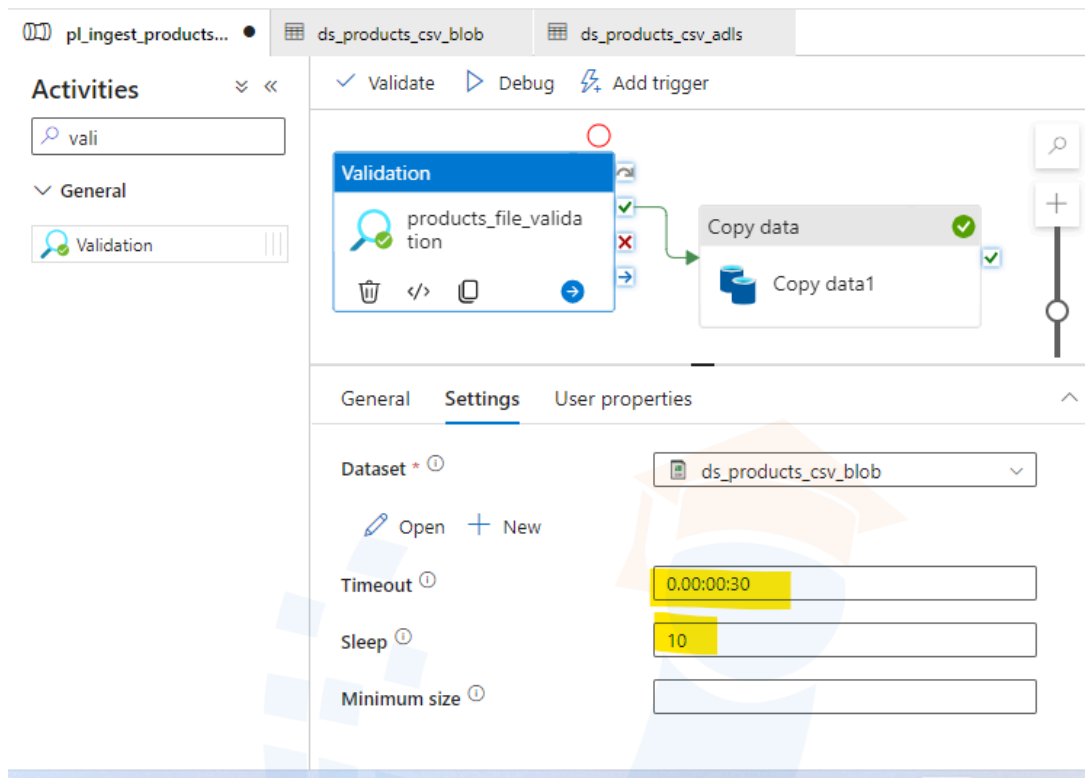 pl_ingest_products... ds_products_csv_blob ds_products_csv_adls
Activities
Validate Debug Add trigger
vali
General
Validation
Validation
products_file_valida
tion
Copy data
Copy data1
General Settings User properties
Dataset * ds_products_csv_blob
Open New
Timeout 0.00:00:30
Sleep 10
Minimum size